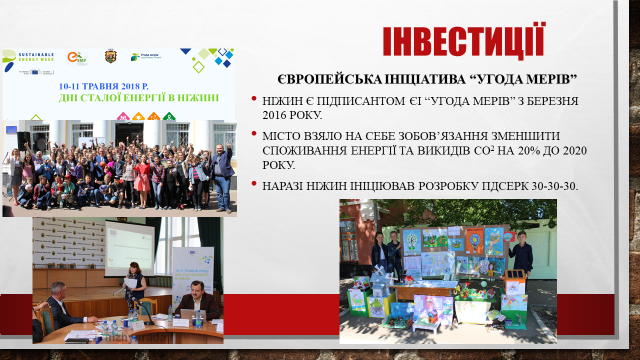 ІНВЕСТИЦІЇ
ЄВРОПЕЙСЬКА ІНІЦІАТИВА “УГОДА МЕРІВ”
• НІЖИН Є ПІДПИСАНТОМ ЄІ “УГОДА МЕРІВ” З БЕРЕЗНЯ
2016 РОКУ.
• МІСТО ВЗЯЛО НА СЕБЕ ЗОБОВ’ЯЗАННЯ ЗМЕНШИТИ
СПОЖИВАННЯ ЕНЕРГІЇ ТА ВИКИДІВ СО² НА 20% ДО 2020
РОКУ.
• НАРАЗІ НІЖИН ІНІЦІЮВАВ РОЗРОБКУ ПДСЕРК 30-30-30.
SUSTAINABLE
ENERGY WEEK
10-11 ТРАВНЯ 2018 Р.
ДНІ СТАЛОЇ ЕНЕРГІЇ В НІЖИНІ